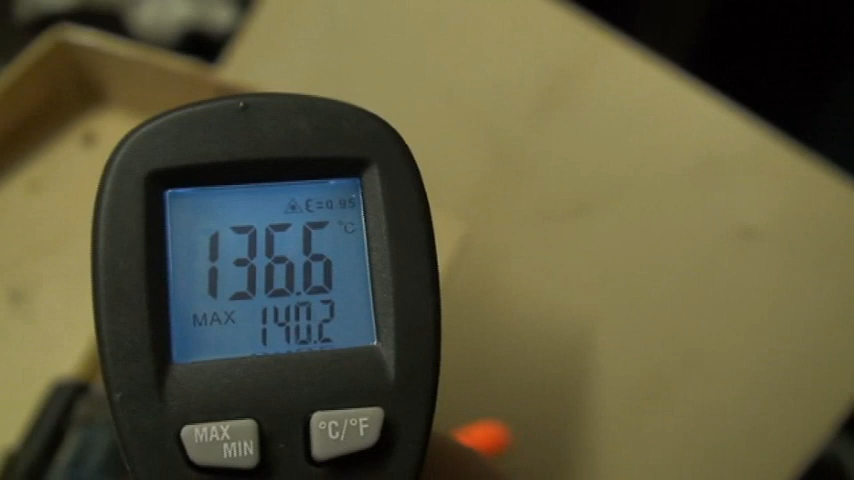 ε=0.95
136.6 °C
MAX 140.2
MAX MIN
°C/°F